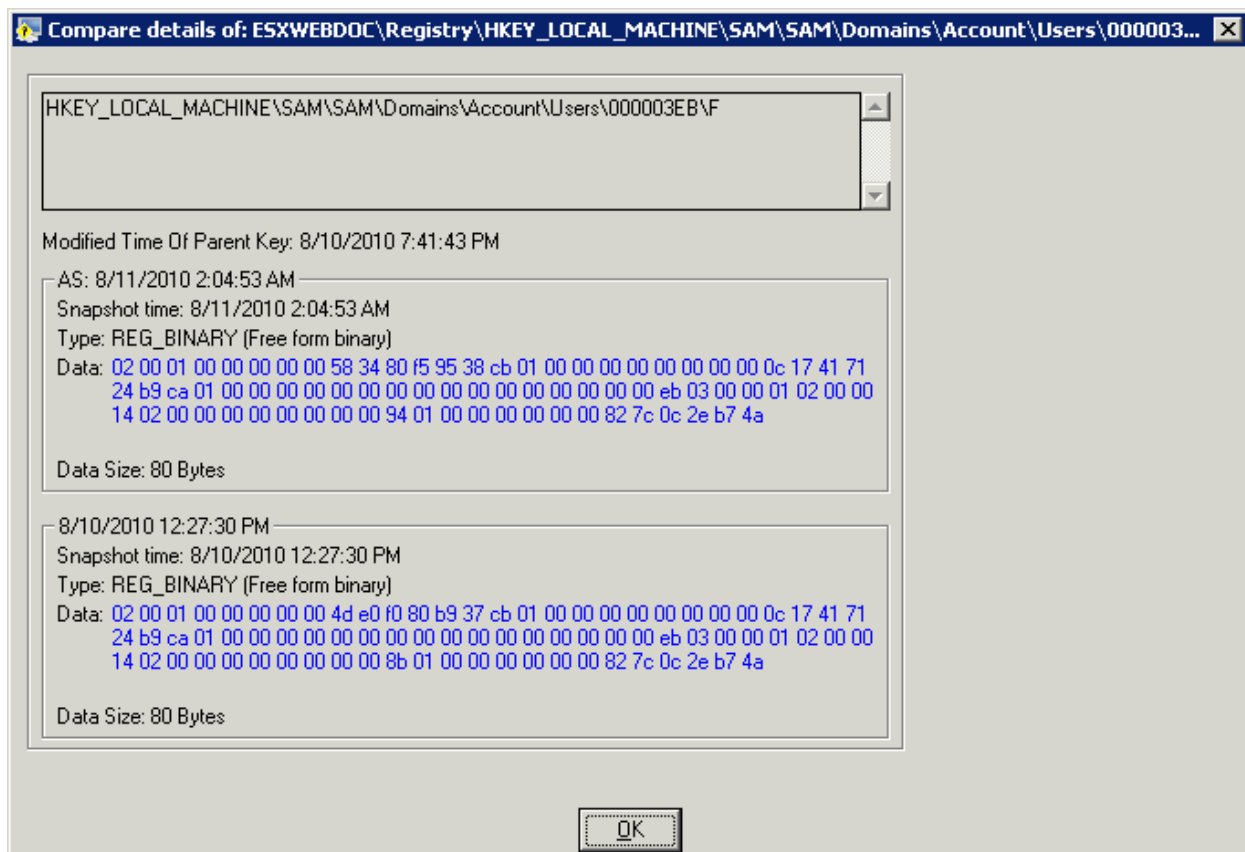 Compare details of: ESXWEBDOC\Registry\HKEY_LOCAL_MACHINE\SAM\SAM\Domains\Account\Users\000003...
HKEY_LOCAL_MACHINE\SAM\SAM\Domains\Account\Users\000003EB\F
Modified Time Of Parent Key: 8/10/2010 7:41:43 PM
AS: 8/11/2010 2:04:53 AM
Snapshot time: 8/11/2010 2:04:53 AM
Type: REG_BINARY (Free form binary)
Data: 02 00 01 00 00 00 00 00 58 34 80 f5 95 38 cb 01 00 00 00 00 00 00 00 00 0c 17 41 71
24 b9 ca 01 00 00 00 00 00 00 00 00 00 00 00 00 00 00 00 00 eb 03 00 00 01 02 00 00
14 02 00 00 00 00 00 00 00 00 94 01 00 00 00 00 00 00 82 7c 0c 2e b7 4a
Data Size: 80 Bytes
8/10/2010 12:27:30 PM
Snapshot time: 8/10/2010 12:27:30 PM
Type: REG_BINARY (Free form binary)
Data: 02 00 01 00 00 00 00 00 4d e0 f0 80 b9 37 cb 01 00 00 00 00 00 00 00 00 0c 17 41 71
24 b9 ca 01 00 00 00 00 00 00 00 00 00 00 00 00 00 00 00 00 eb 03 00 00 01 02 00 00
14 02 00 00 00 00 00 00 00 00 8b 01 00 00 00 00 00 00 82 7c 0c 2e b7 4a
Data Size: 80 Bytes
OK